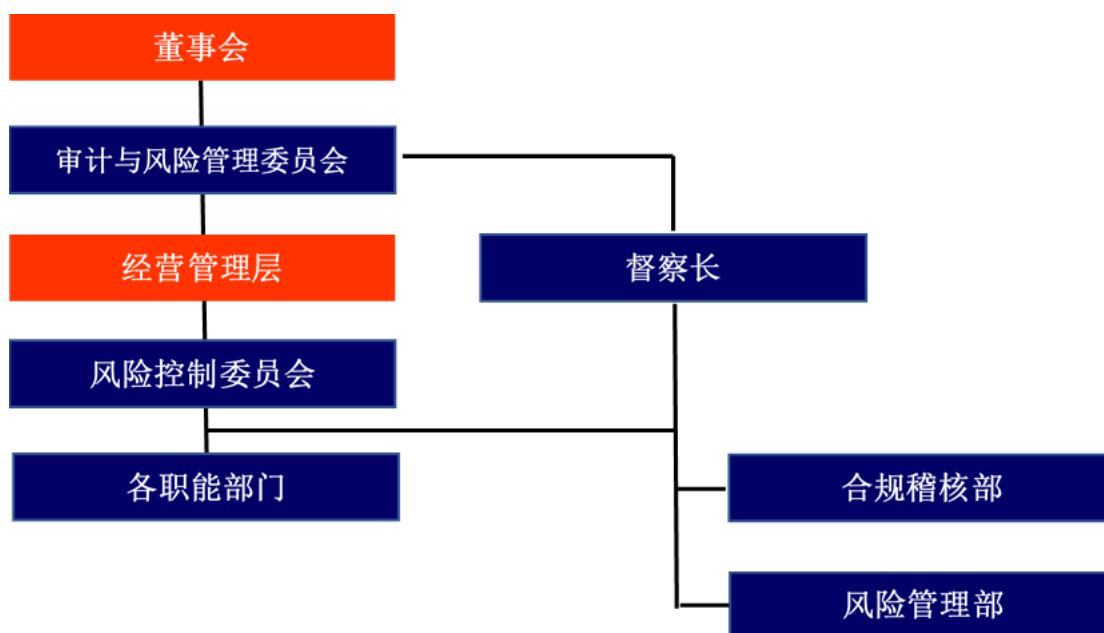 董事会
审计与风险管理委员会
经营管理层
督察长
风险控制委员会
各职能部门
合规稽核部
风险管理部